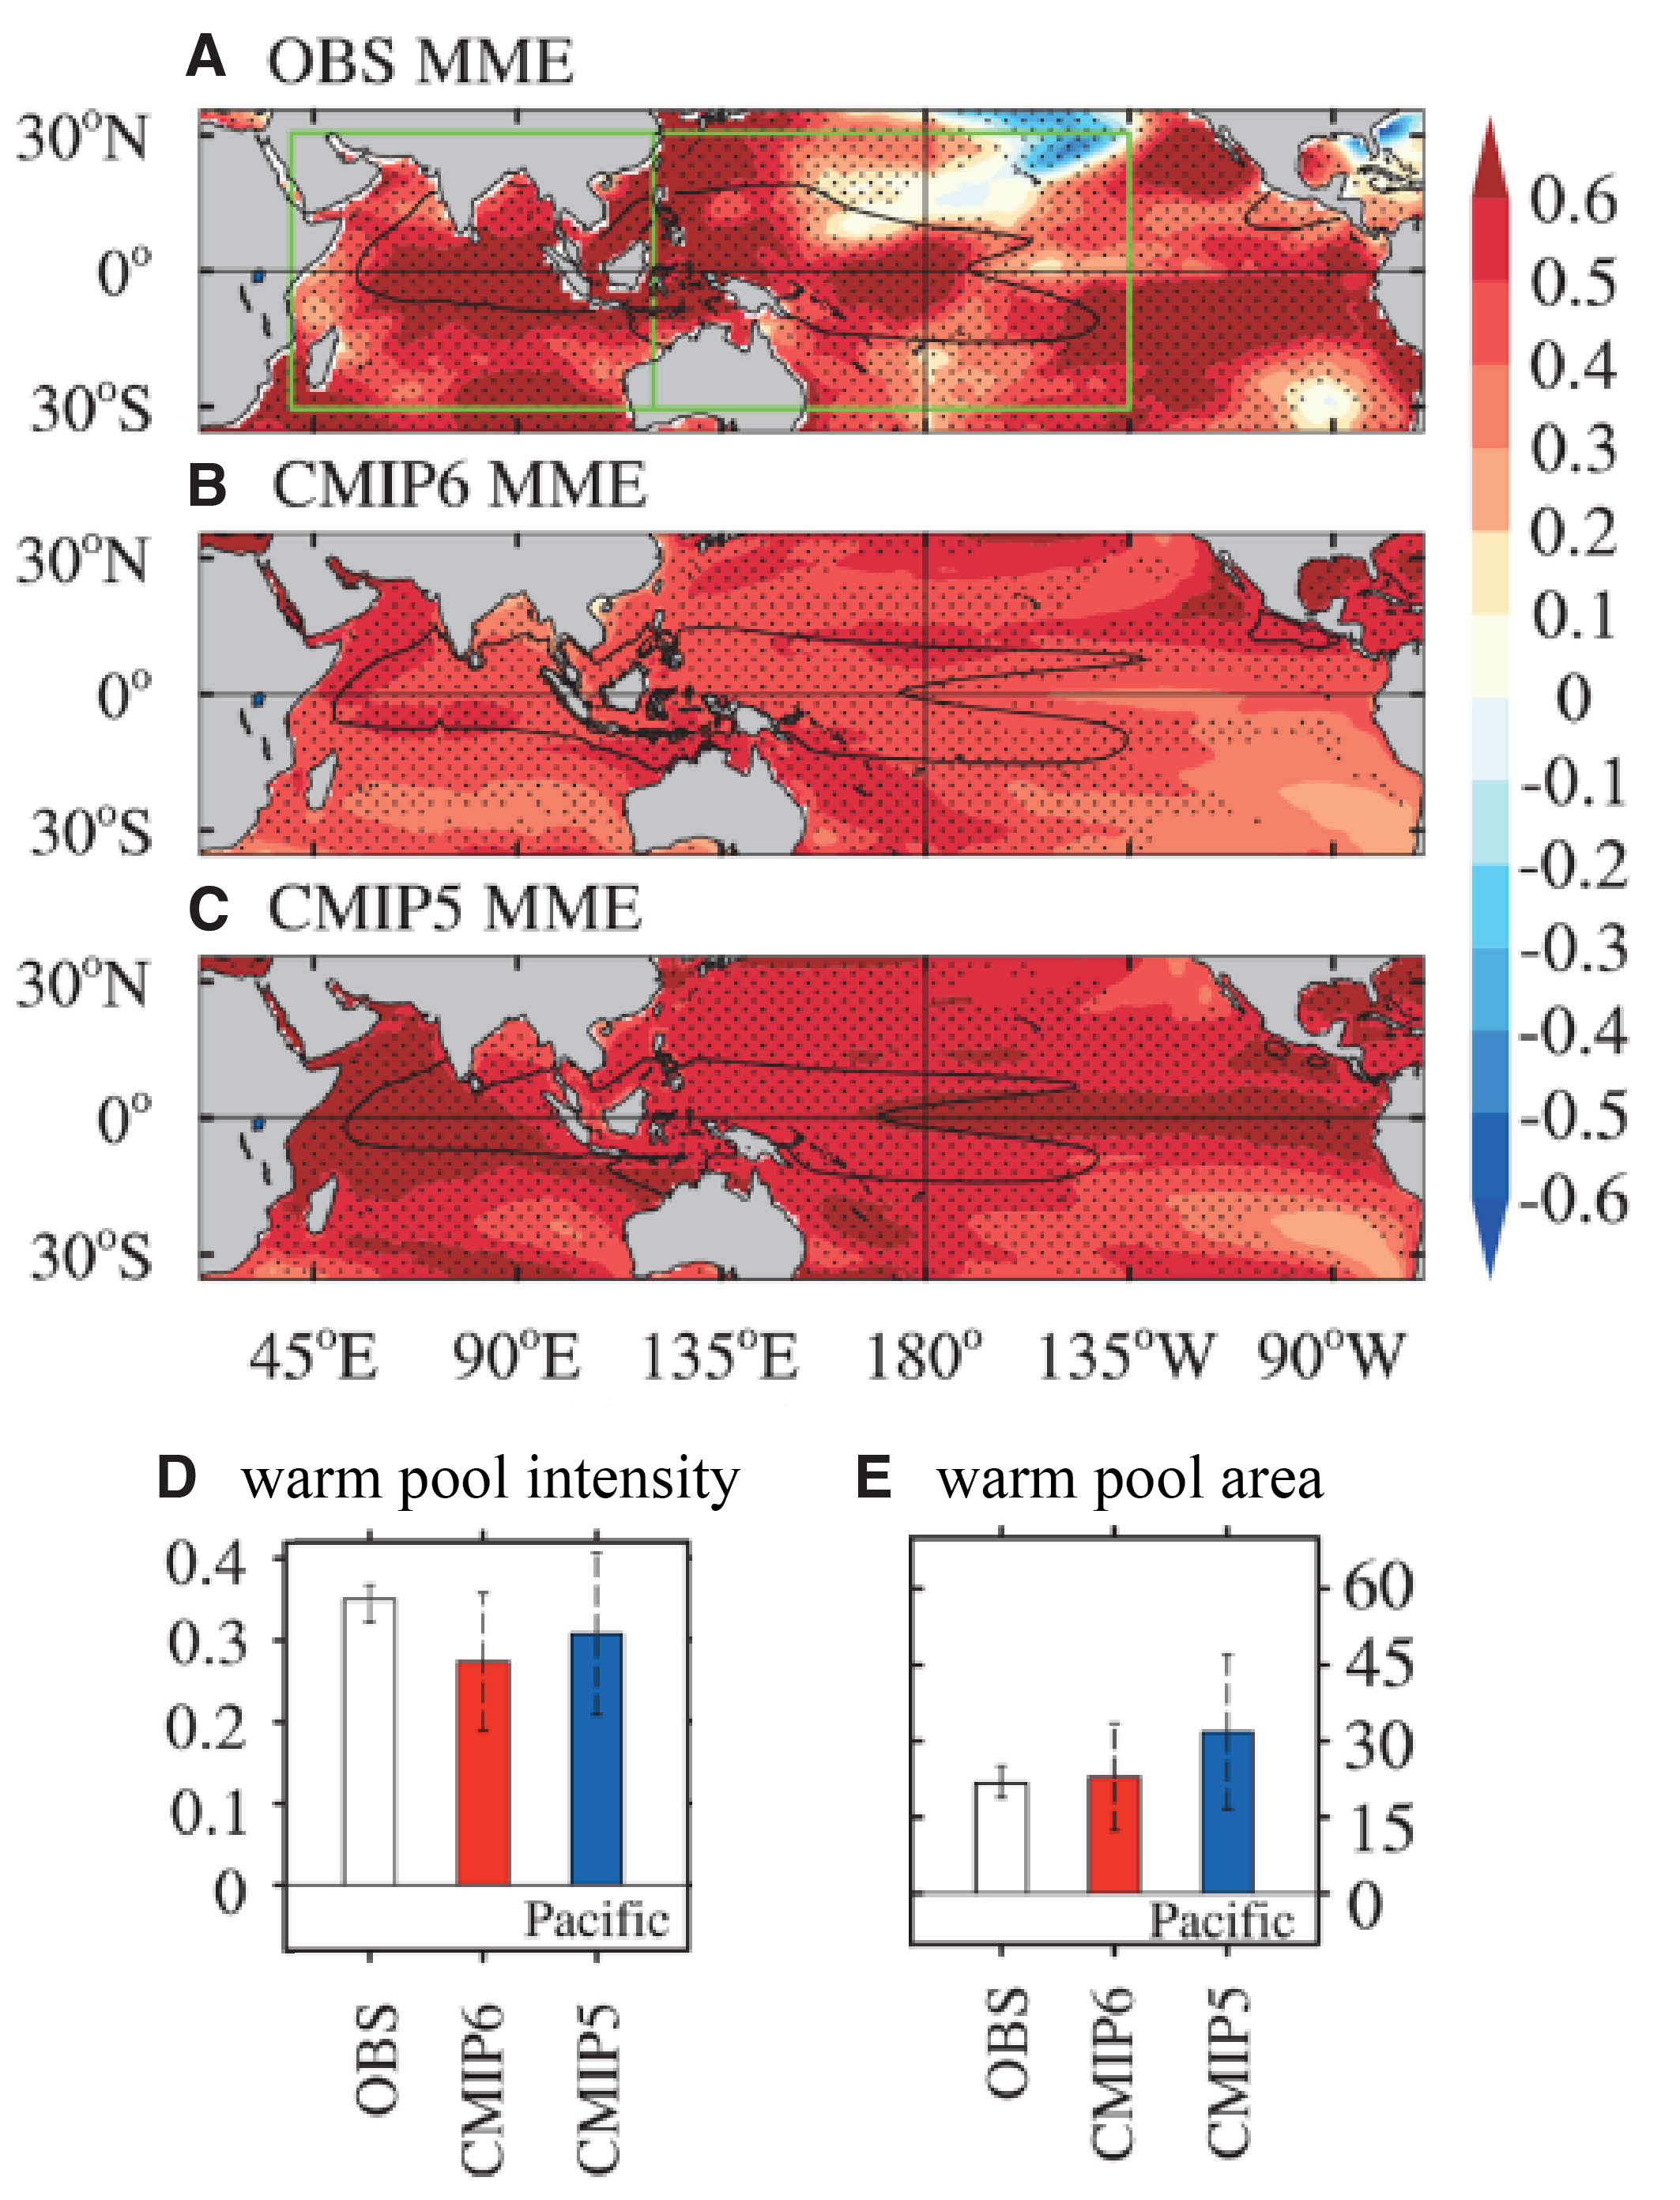 A OBS MME
30°N
0°
30°S
B CMIP6 MME
30°N
0°
30°S
C CMIP5 MME
30°N
0°
30°S
45°E 90°E 135°E 180° 135°W 90°W
0.6
0.5
0.4
0.3
0.2
0.1
0
-0.1
-0.2
-0.3
-0.4
-0.5
-0.6
D warm pool intensity
0.4
0.3
0.2
0.1
0
Pacific
OBS
CMIP6
CMIP5
E warm pool area
60
45
30
15
0
Pacific
OBS
CMIP6
CMIP5